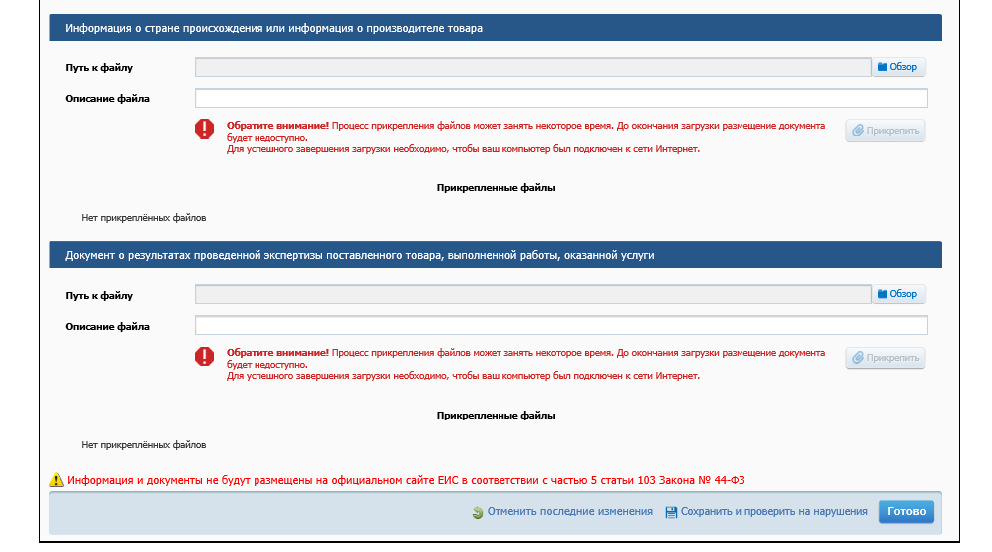 Информация о стране происхождения или информация о производителе товара
Путь к файлу
Обзор
Описание файла
Обратите внимание! Процесс прикрепления файлов может занять некоторое время. До окончания загрузки размещение документа
будет недоступно.
Для успешного завершения загрузки необходимо, чтобы ваш компьютер был подключен к сети Интернет.
Прикрепить
Прикрепленные файлы
Нет прикреплённых файлов
Документ о результатах проведенной экспертизы поставленного товара, выполненной работы, оказанной услуги
Путь к файлу
Обзор
Описание файла
Обратите внимание! Процесс прикрепления файлов может занять некоторое время. До окончания загрузки размещение документа
будет недоступно.
Для успешного завершения загрузки необходимо, чтобы ваш компьютер был подключен к сети Интернет.
Прикрепить
Прикрепленные файлы
Нет прикреплённых файлов
Информация и документы не будут размещены на официальном сайте ЕИС в соответствии с частью 5 статьи 103 Закона № 44-ФЗ
Отменить последние изменения Сохранить и проверить на нарушения Готово